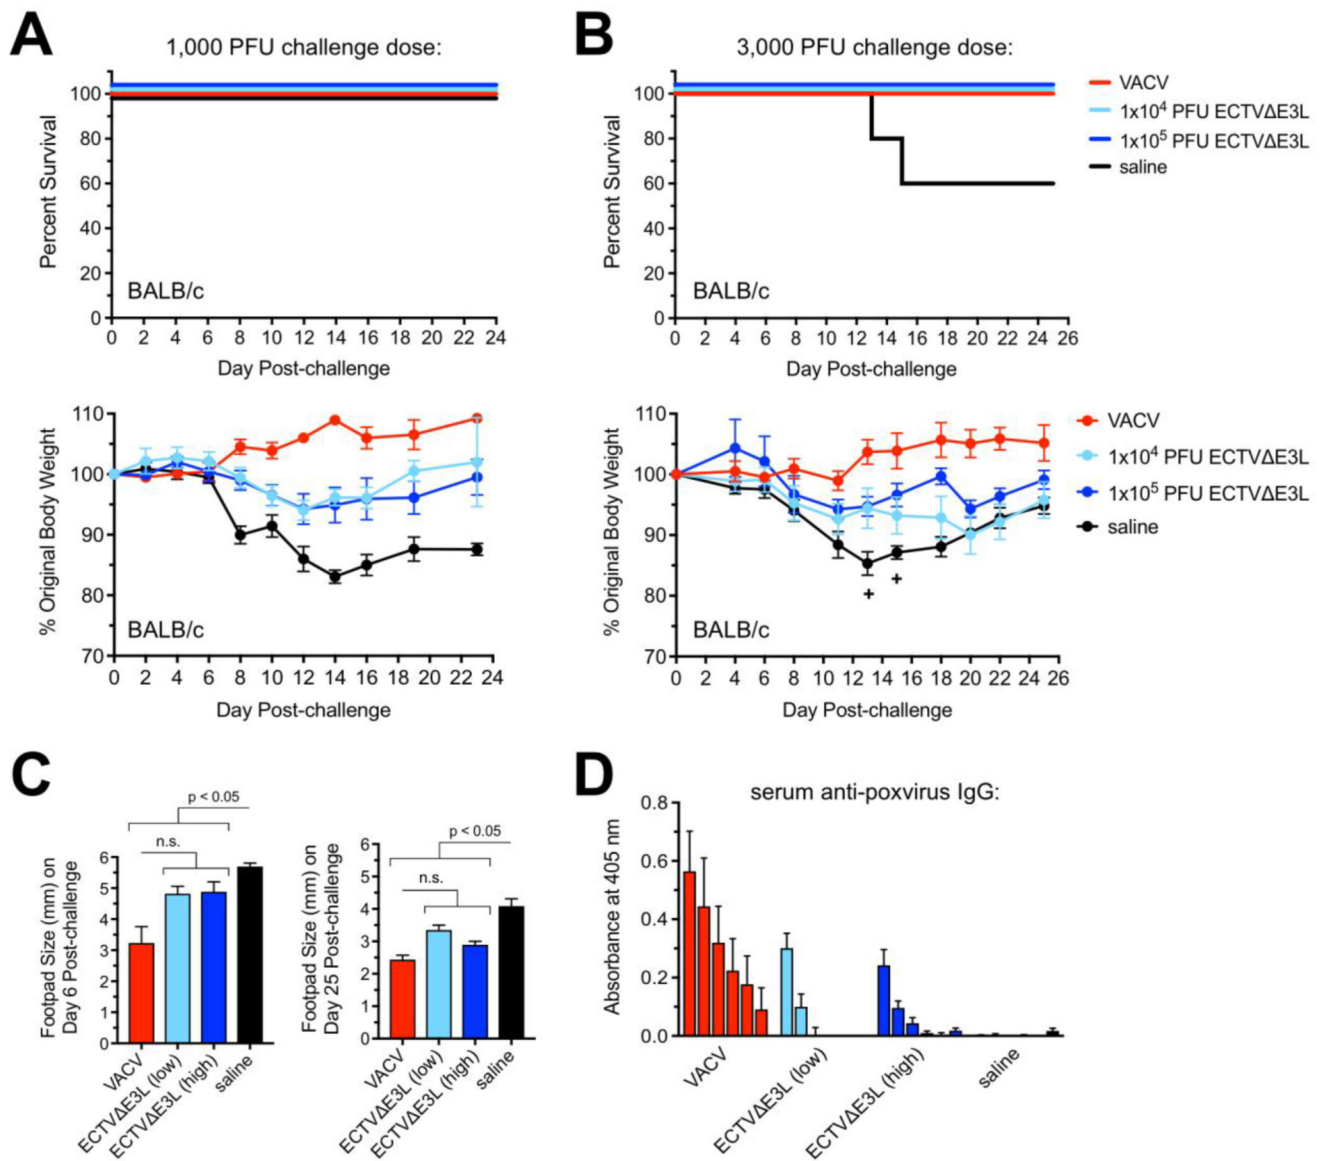 A
1,000 PFU challenge dose:
Percent Survival
100
80
60
40
20
0
BALB/c
0 2 4 6 8 10 12 14 16 18 20 22 24
Day Post-challenge
% Original Body Weight
110
100
90
80
70
BALB/c
0 2 4 6 8 10 12 14 16 18 20 22 24
Day Post-challenge
B
3,000 PFU challenge dose:
Percent Survival
100
80
60
40
20
0
BALB/c
0 2 4 6 8 10 12 14 16 18 20 22 24 26
Day Post-challenge
VACV
1x10⁴ PFU ECTVΔE3L
1x10⁵ PFU ECTVΔE3L
saline
% Original Body Weight
110
100
90
80
70
+
+
BALB/c
0 2 4 6 8 10 12 14 16 18 20 22 24 26
Day Post-challenge
VACV
1x10⁴ PFU ECTVΔE3L
1x10⁵ PFU ECTVΔE3L
saline
C
Footpad Size (mm) on
Day 6 Post-challenge
p < 0.05
n.s.
6
5
4
3
2
1
0
VACV
ECTVΔE3L (low)
ECTVΔE3L (high)
saline
Footpad Size (mm) on
Day 25 Post-challenge
p < 0.05
n.s.
6
5
4
3
2
1
0
VACV
ECTVΔE3L (low)
ECTVΔE3L (high)
saline
D
serum anti-poxvirus IgG:
Absorbance at 405 nm
0.8
0.6
0.4
0.2
0.0
VACV
ECTVΔE3L (low)
ECTVΔE3L (high)
saline